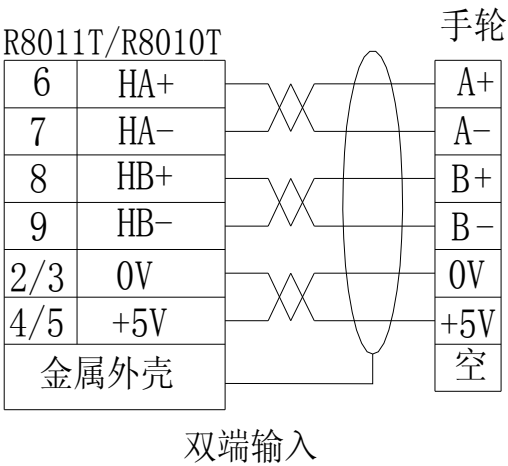 手轮
R8011T/R8010T
6 HA+ A+
7 HA- A-
8 HB+ B+
9 HB- B-
2/3 0V 0V
4/5 +5V +5V
金属外壳 空
双端输入